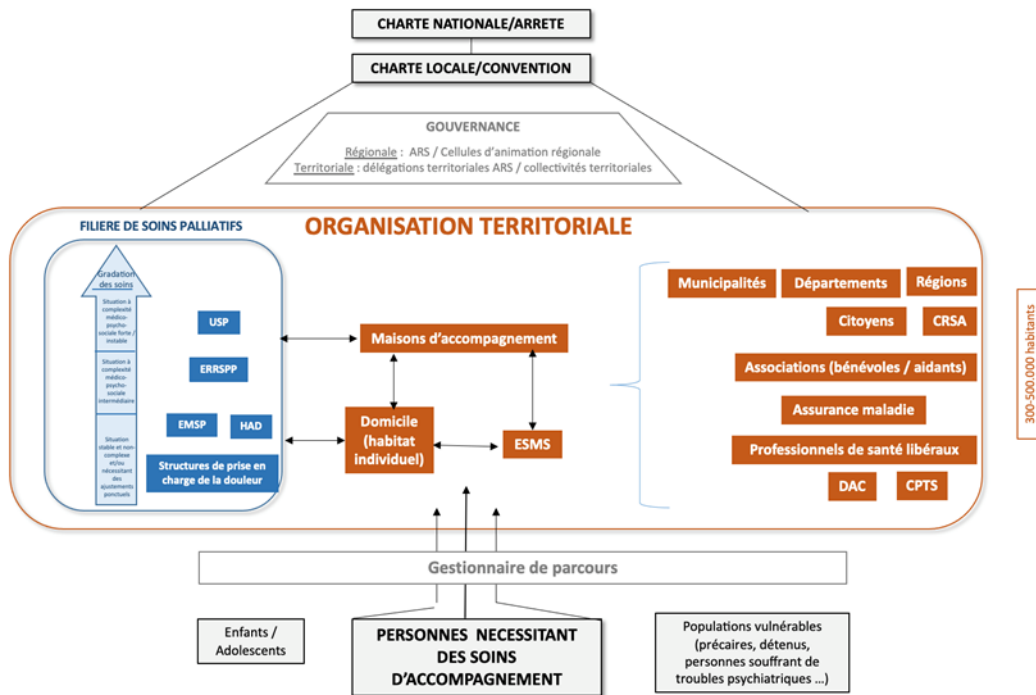 CHARTE NATIONALE/ARRETE
CHARTE LOCALE/CONVENTION
GOUVERNANCE
Régionale : ARS / Cellules d'animation régionale
Territoriale : délégations territoriales ARS / collectivités territoriales
FILIERE DE SOINS PALLIATIFS
ORGANISATION TERRITORIALE
Gradation
des soins
Situation à
complexité
médico-
psycho-
sociale forte /
instable
Situation à
complexité
médico-
psycho-
sociale
intermédiaire
Situation
stable et non-
complexe
et/ou
nécessitant
des
ajustements
ponctuels
USP
ERRSPP
EMSP
HAD
Structures de prise en
charge de la douleur
Maisons d'accompagnement
Domicile
(habitat
individuel)
ESMS
Municipalités
Départements
Régions
Citoyens
CRSA
Associations (bénévoles / aidants)
Assurance maladie
Professionnels de santé libéraux
DAC
CPTS
300-500.000 habitants
Gestionnaire de parcours
Enfants /
Adolescents
PERSONNES NECESSITANT
DES SOINS
D'ACCOMPAGNEMENT
Populations vulnérables
(précaires, détenus,
personnes souffrant de
troubles psychiatriques ...)